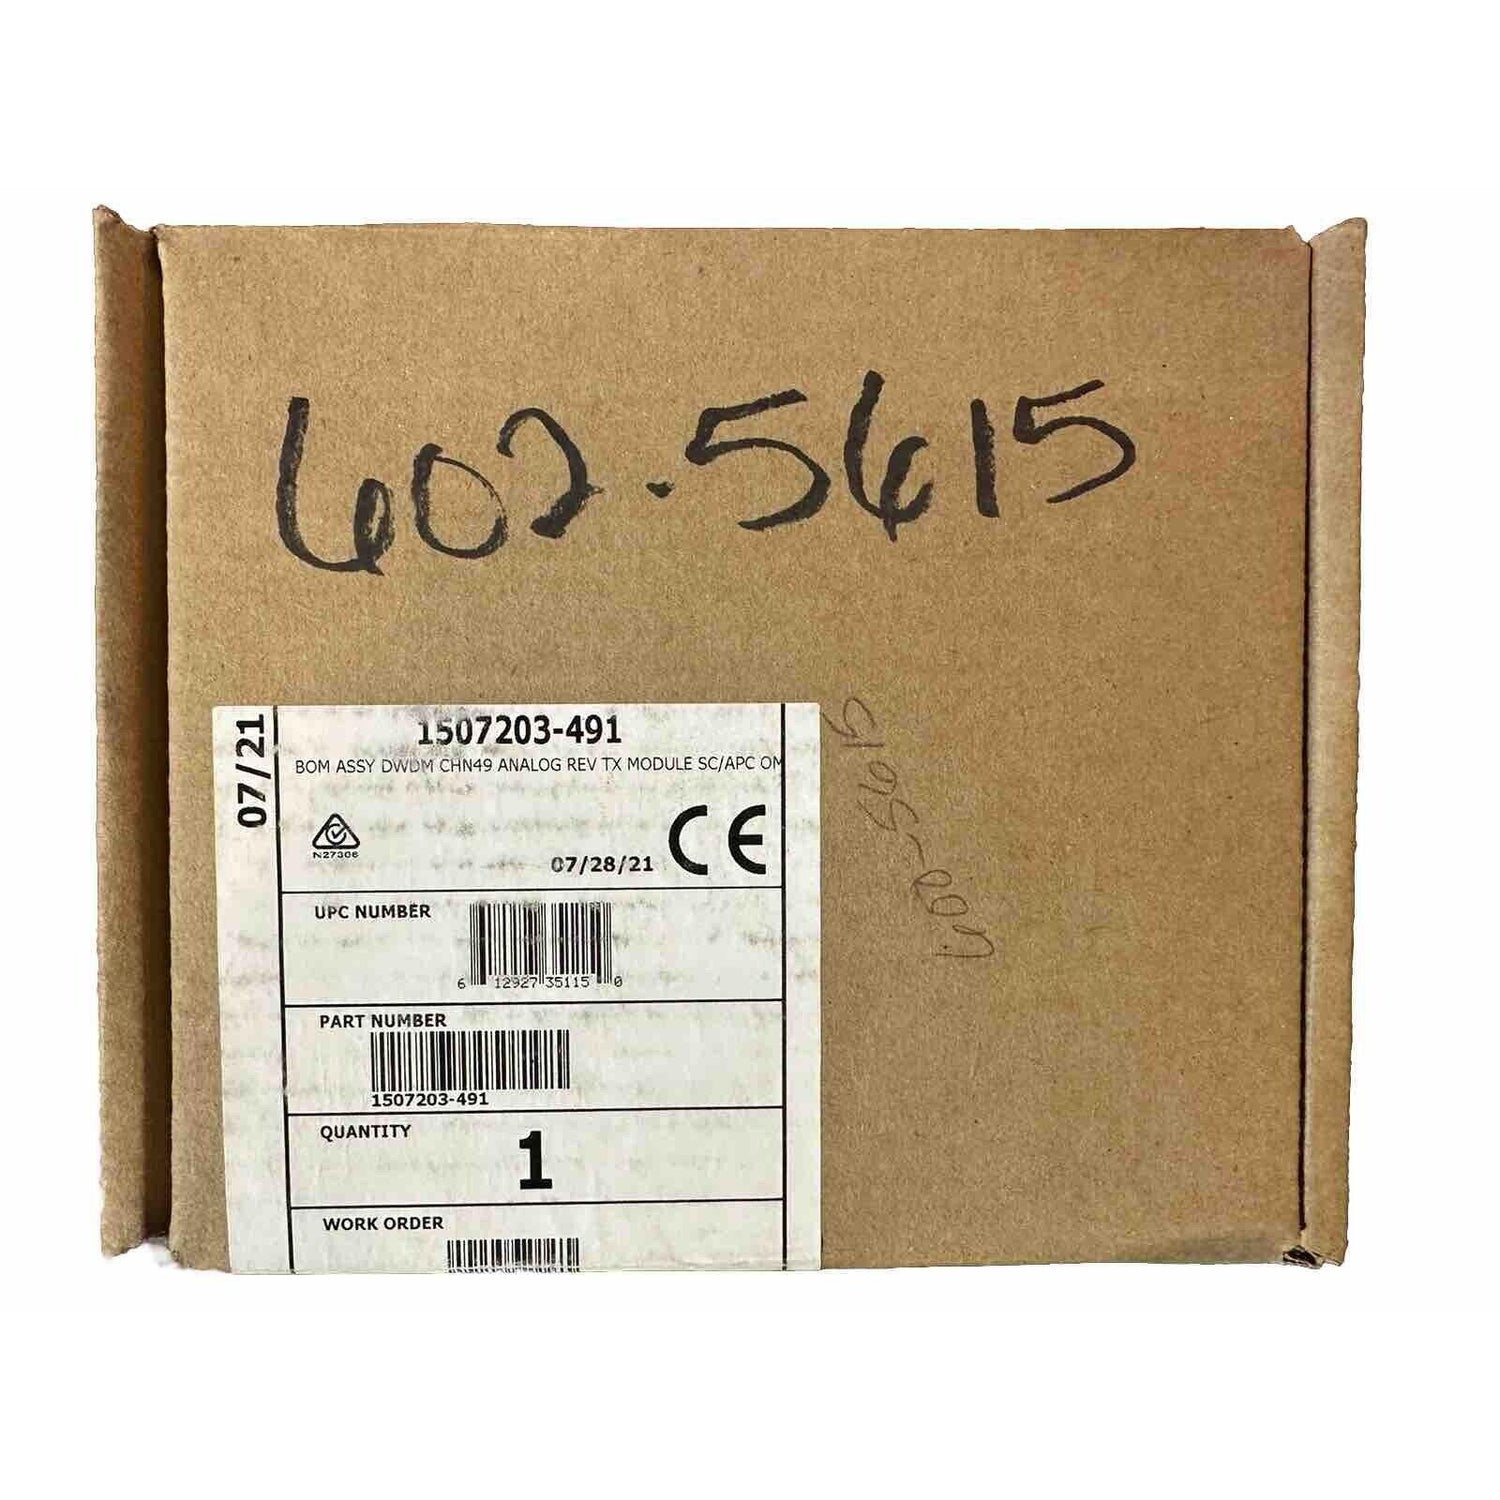 602.5615
602-5615
07/21
1507203-491
BOM ASSY DWDM CHN49 ANALOG REV TX MODULE SC/APC OM
N27306
07/28/21
CE
UPC NUMBER
6 12927 35115 0
PART NUMBER
1507203-491
QUANTITY
1
WORK ORDER